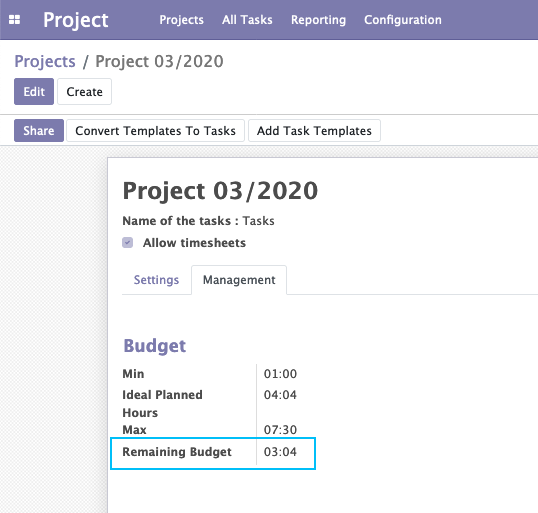 Project Projects All Tasks Reporting Configuration
Projects / Project 03/2020
Edit Create
Share Convert Templates To Tasks Add Task Templates
Project 03/2020
Name of the tasks : Tasks
Allow timesheets
Settings Management
Budget
Min 01:00
Ideal Planned 04:04
Hours
Max 07:30
Remaining Budget 03:04